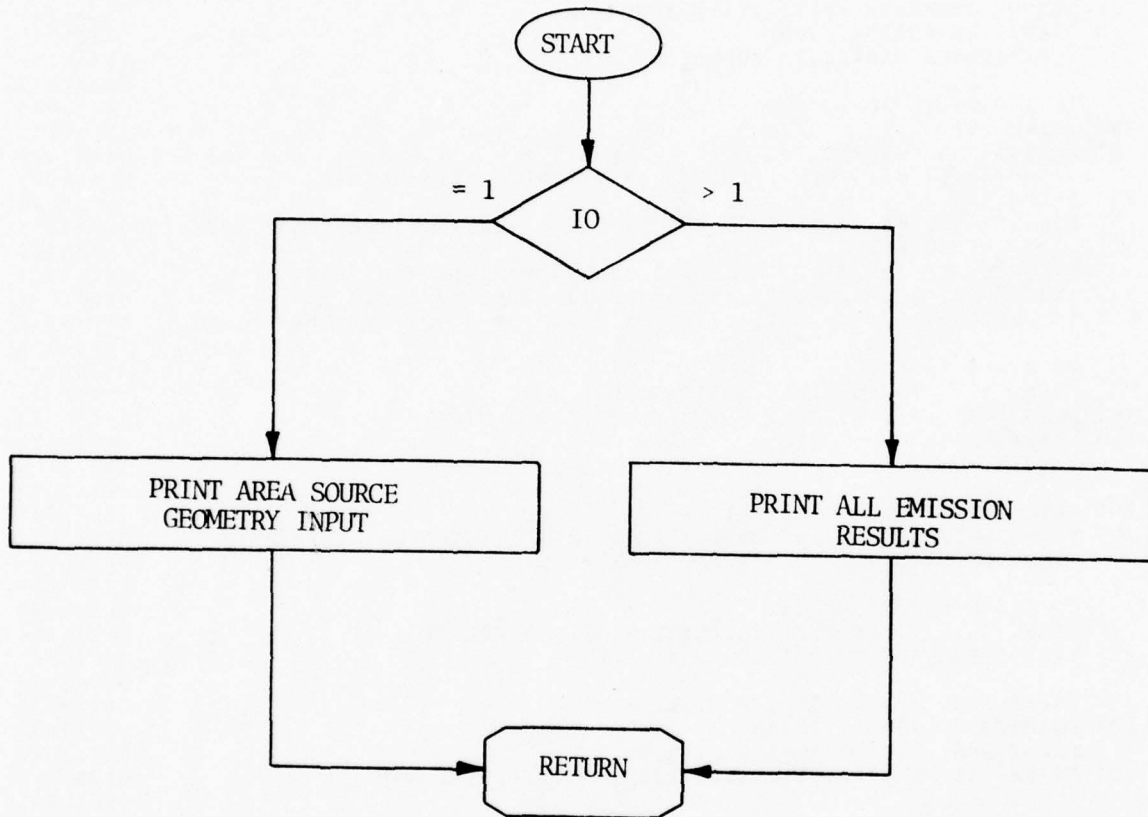 START
= 1
> 1
IO
PRINT AREA SOURCE
GEOMETRY INPUT
PRINT ALL EMISSION
RESULTS
RETURN